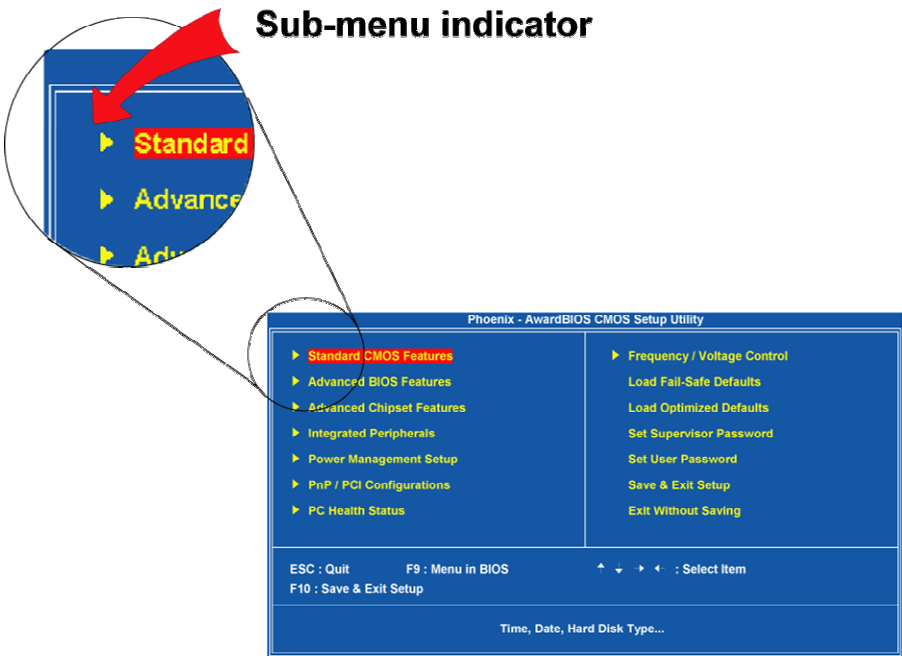 Sub-menu indicator
Standard
Advance
Phoenix - AwardBIOS CMOS Setup Utility
Standard CMOS Features
Advanced BIOS Features
Advanced Chipset Features
Integrated Peripherals
Power Management Setup
PnP / PCI Configurations
PC Health Status
Frequency / Voltage Control
Load Fail-Safe Defaults
Load Optimized Defaults
Set Supervisor Password
Set User Password
Save & Exit Setup
Exit Without Saving
ESC : Quit F9 : Menu in BIOS ↑ ↓ → ← : Select Item
F10 : Save & Exit Setup
Time, Date, Hard Disk Type...